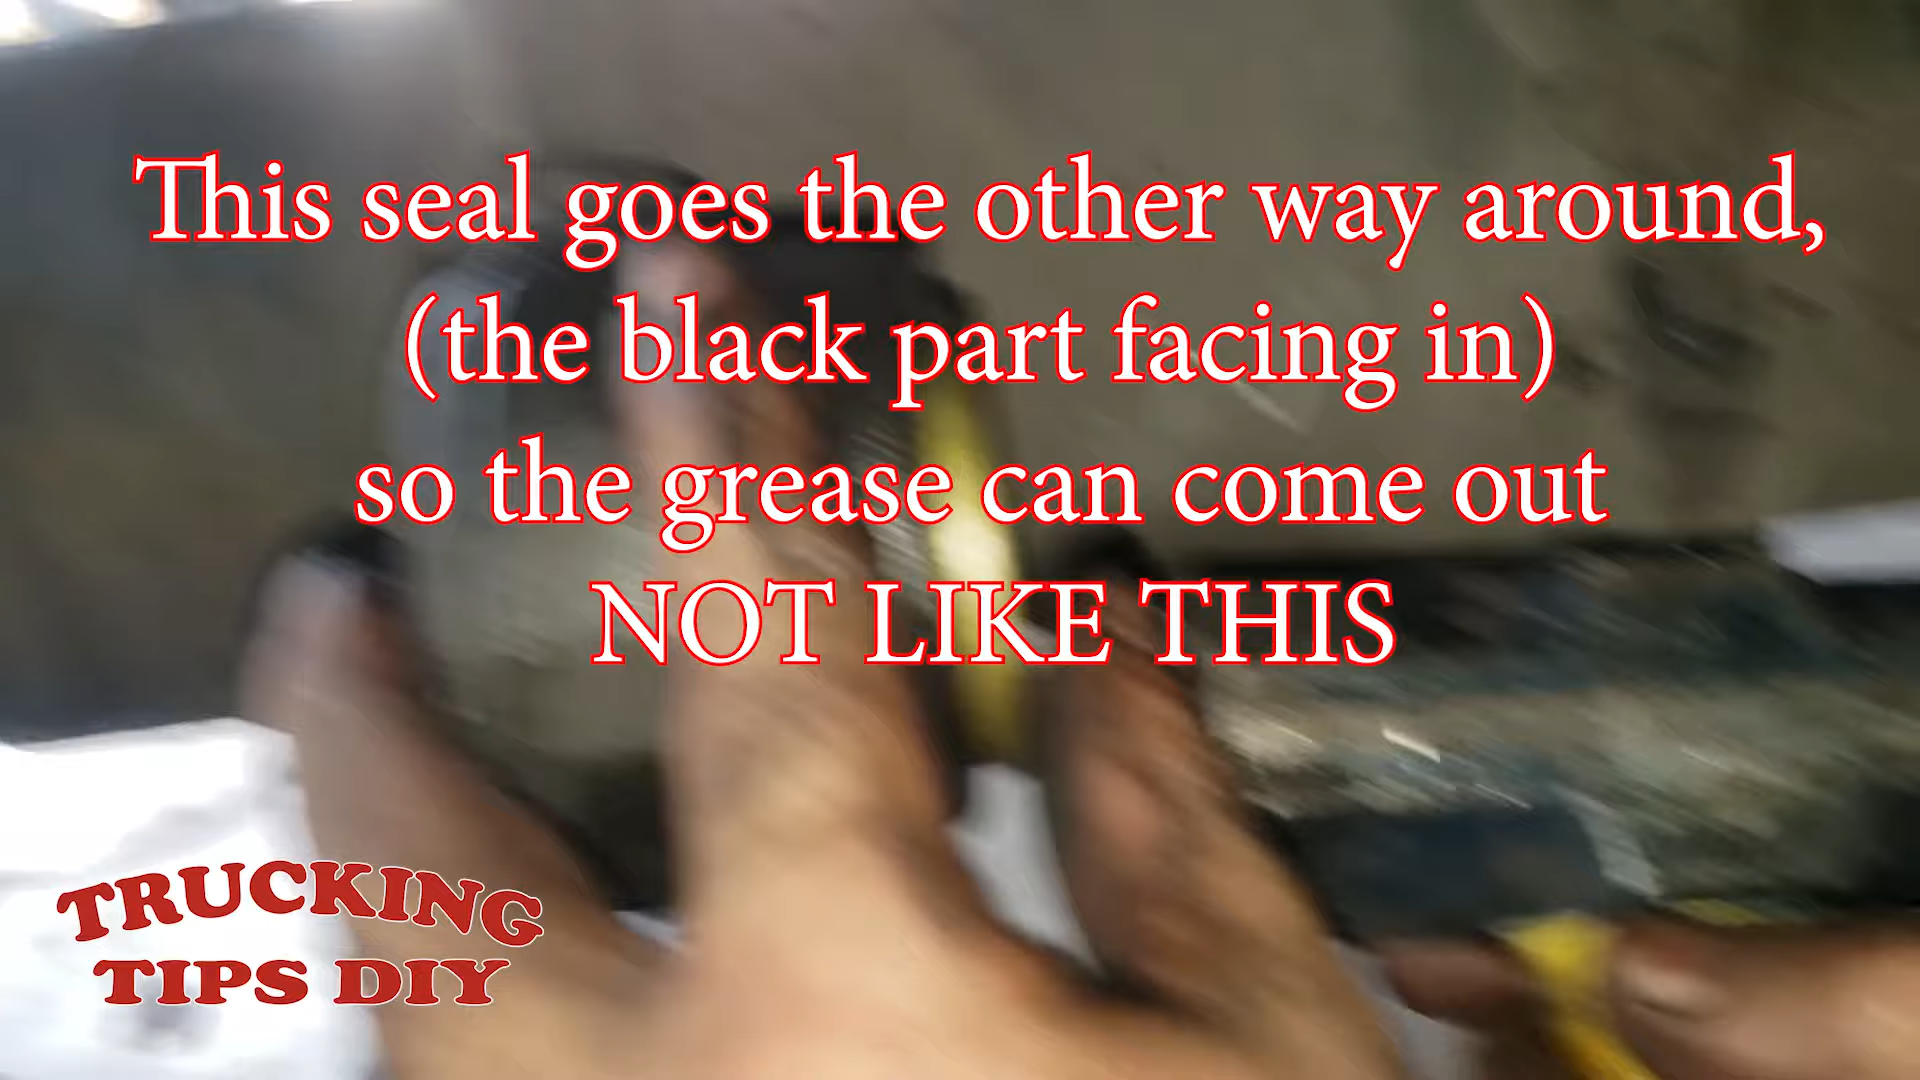 This seal goes the other way around,
(the black part facing in)
so the grease can come out
NOT LIKE THIS
TRUCKING
TIPS DIY